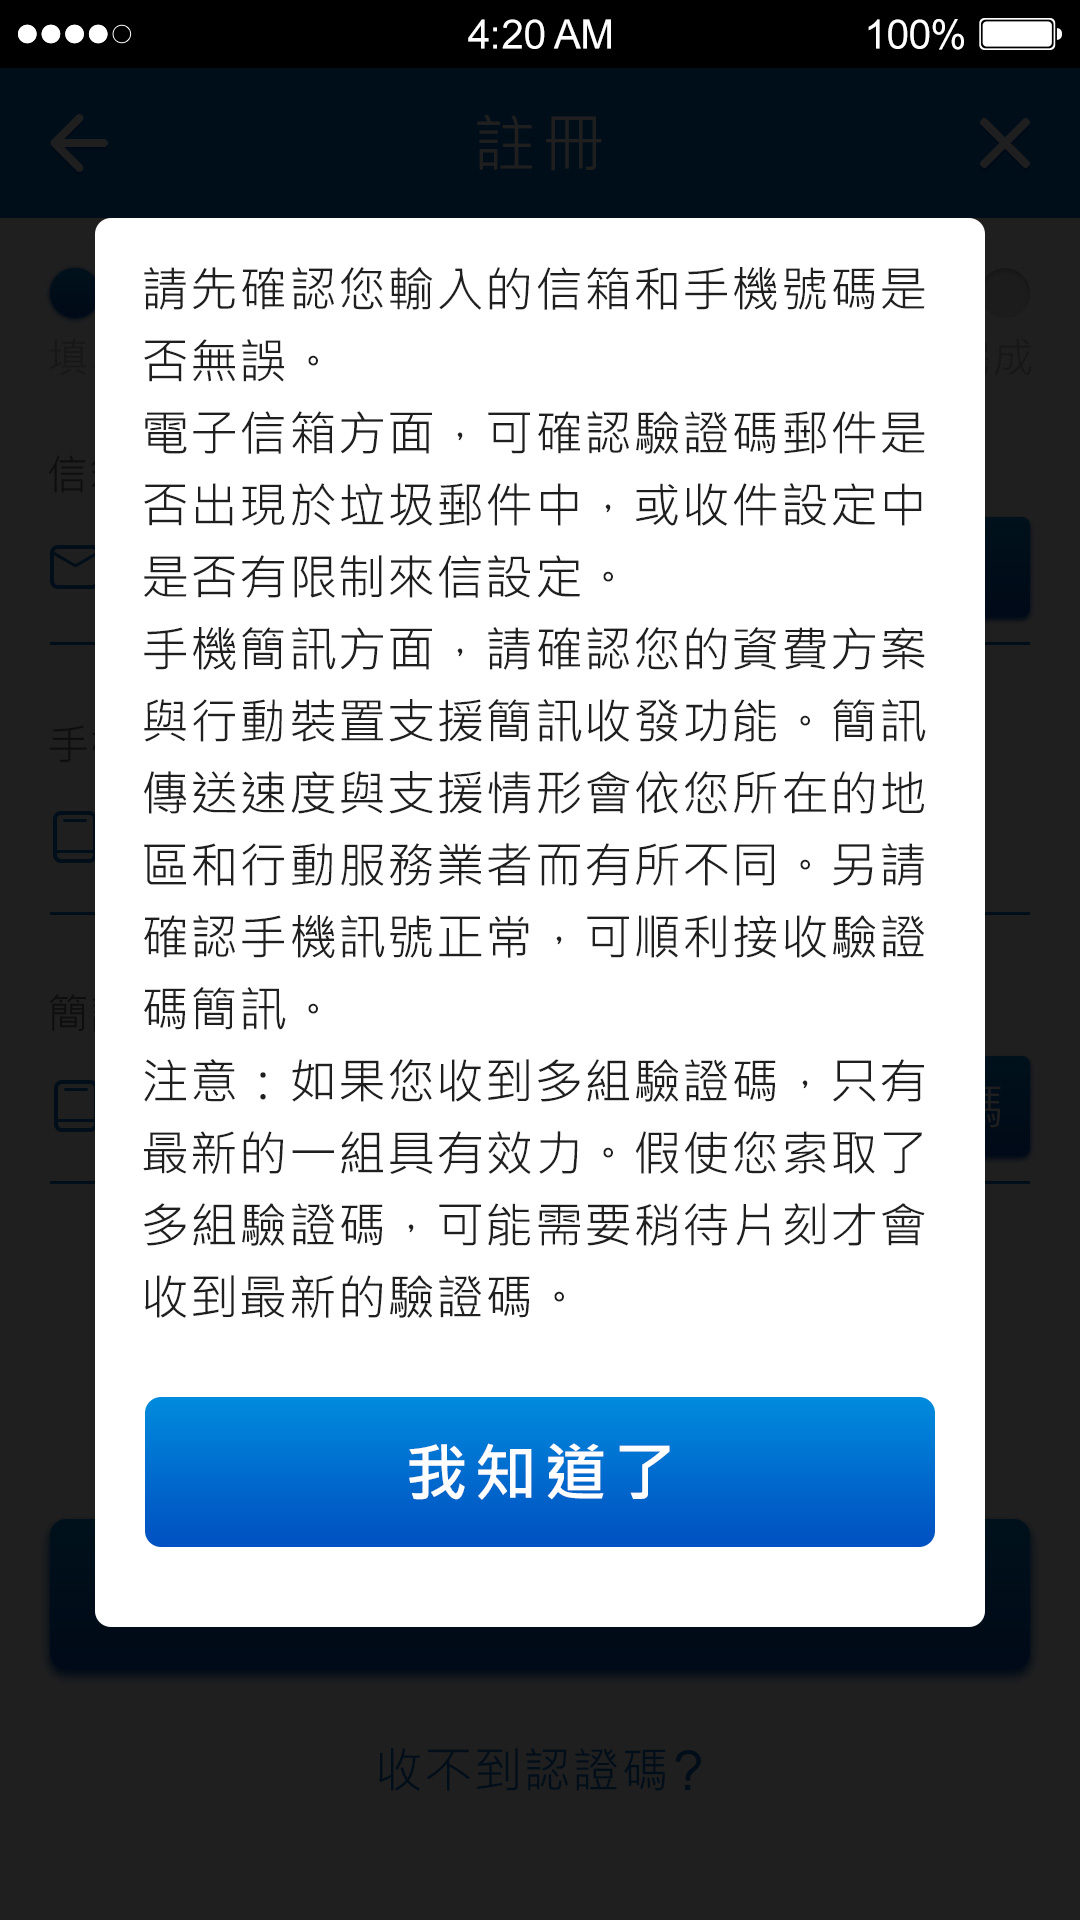 4:20 AM
100%
註冊
請先確認您輸入的信箱和手機號碼是
否無誤。
填
成
電子信箱方面，可確認驗證碼郵件是
信
否出現於垃圾郵件中，或收件設定中
是否有限制來信設定。
手機簡訊方面，請確認您的資費方案
與行動裝置支援簡訊收發功能。簡訊
手
傳送速度與支援情形會依您所在的地
區和行動服務業者而有所不同。另請
確認手機訊號正常，可順利接收驗證
碼簡訊。
簡
注意：如果您收到多組驗證碼，只有
碼
最新的一組具有效力。假使您索取了
多組驗證碼，可能需要稍待片刻才會
收到最新的驗證碼。
我知道了
收不到認證碼?